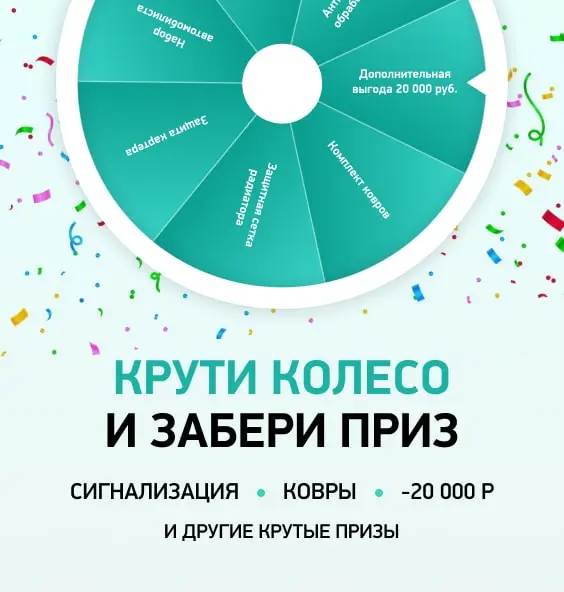 Набор
автомобилиста
обраб
Дополнительная
выгода 20 000 руб.
Защита картера
Защитная сетка
радиатора
Комплект ковров
КРУТИ КОЛЕСО
И ЗАБЕРИ ПРИЗ
СИГНАЛИЗАЦИЯ • КОВРЫ • -20 000 Р
И ДРУГИЕ КРУТЫЕ ПРИЗЫ